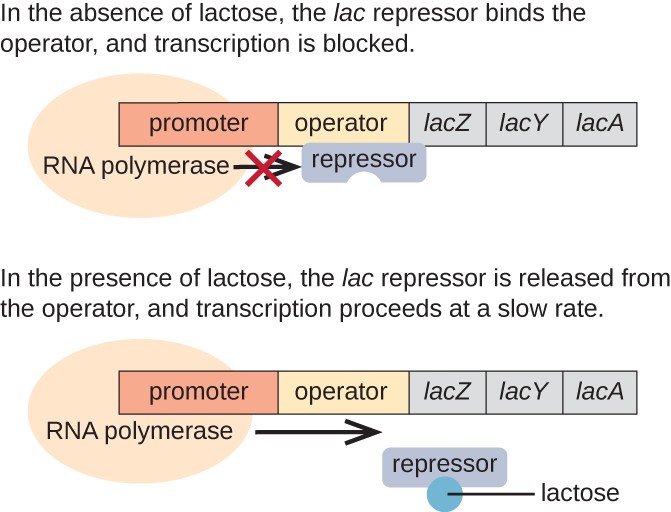 In the absence of lactose, the lac repressor binds the
operator, and transcription is blocked.
promoter operator lacZ lacY lacA
RNA polymerase repressor
In the presence of lactose, the lac repressor is released from
the operator, and transcription proceeds at a slow rate.
promoter operator lacZ lacY lacA
RNA polymerase
repressor
lactose